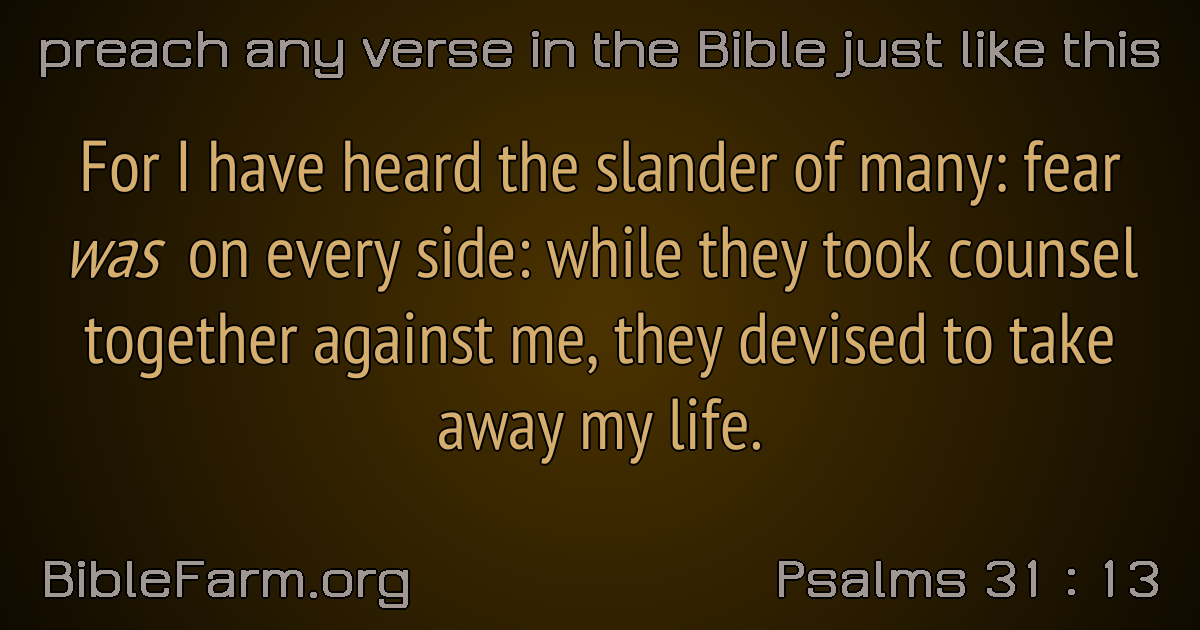 preach any verse in the Bible just like this
For I have heard the slander of many: fear
was on every side: while they took counsel
together against me, they devised to take
away my life.
BibleFarm.org
Psalms 31 : 13